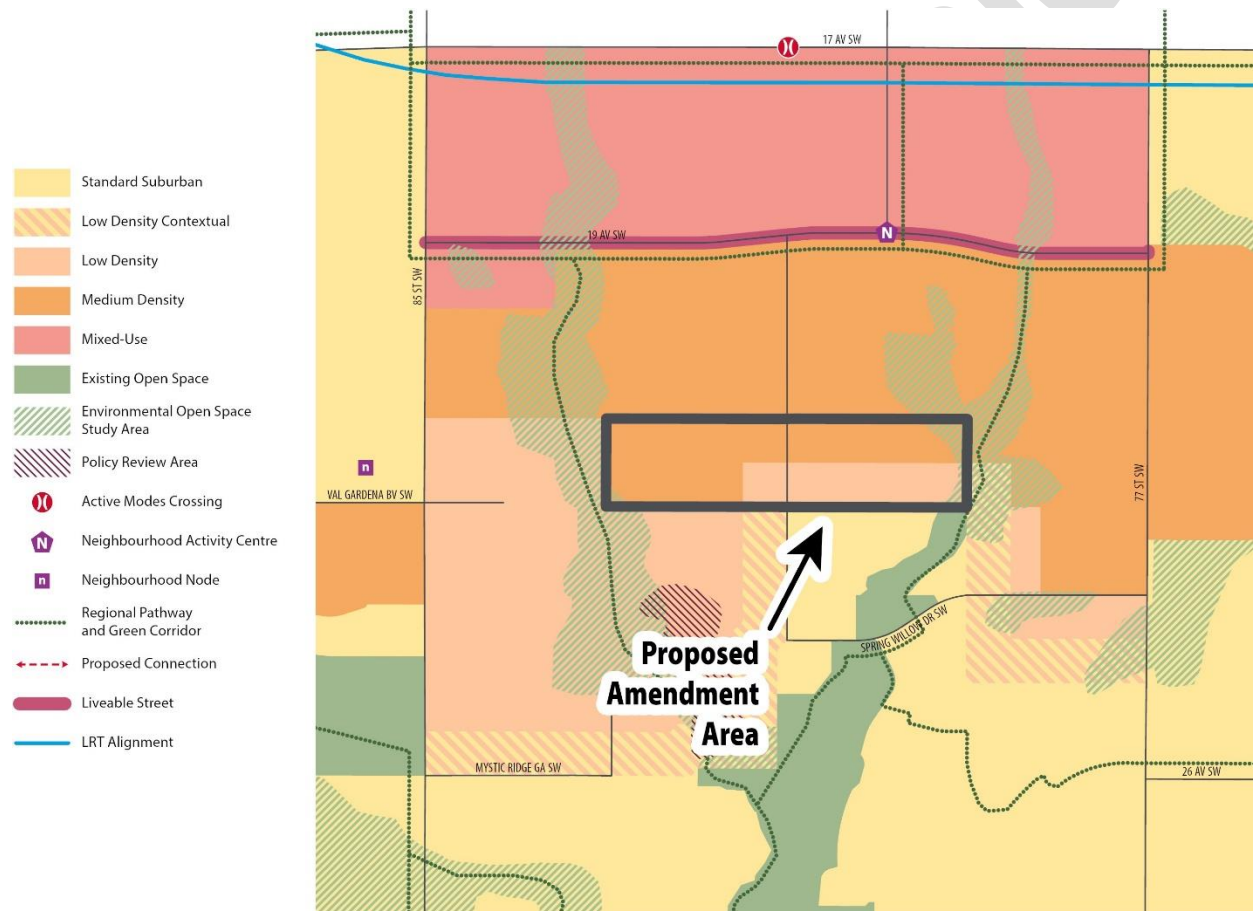 Standard Suburban
Low Density Contextual
Low Density
Medium Density
Mixed-Use
Existing Open Space
Environmental Open Space
Study Area
Policy Review Area
Active Modes Crossing
N
Neighbourhood Activity Centre
n
Neighbourhood Node
Regional Pathway
and Green Corridor
Proposed Connection
Liveable Street
LRT Alignment
17 AV SW
19 AV SW
N
85 ST SW
77 ST SW
n
VAL GARDENA BV SW
SPRING WILLOW DR SW
Proposed
Amendment
Area
MYSTIC RIDGE GA SW
26 AV SW